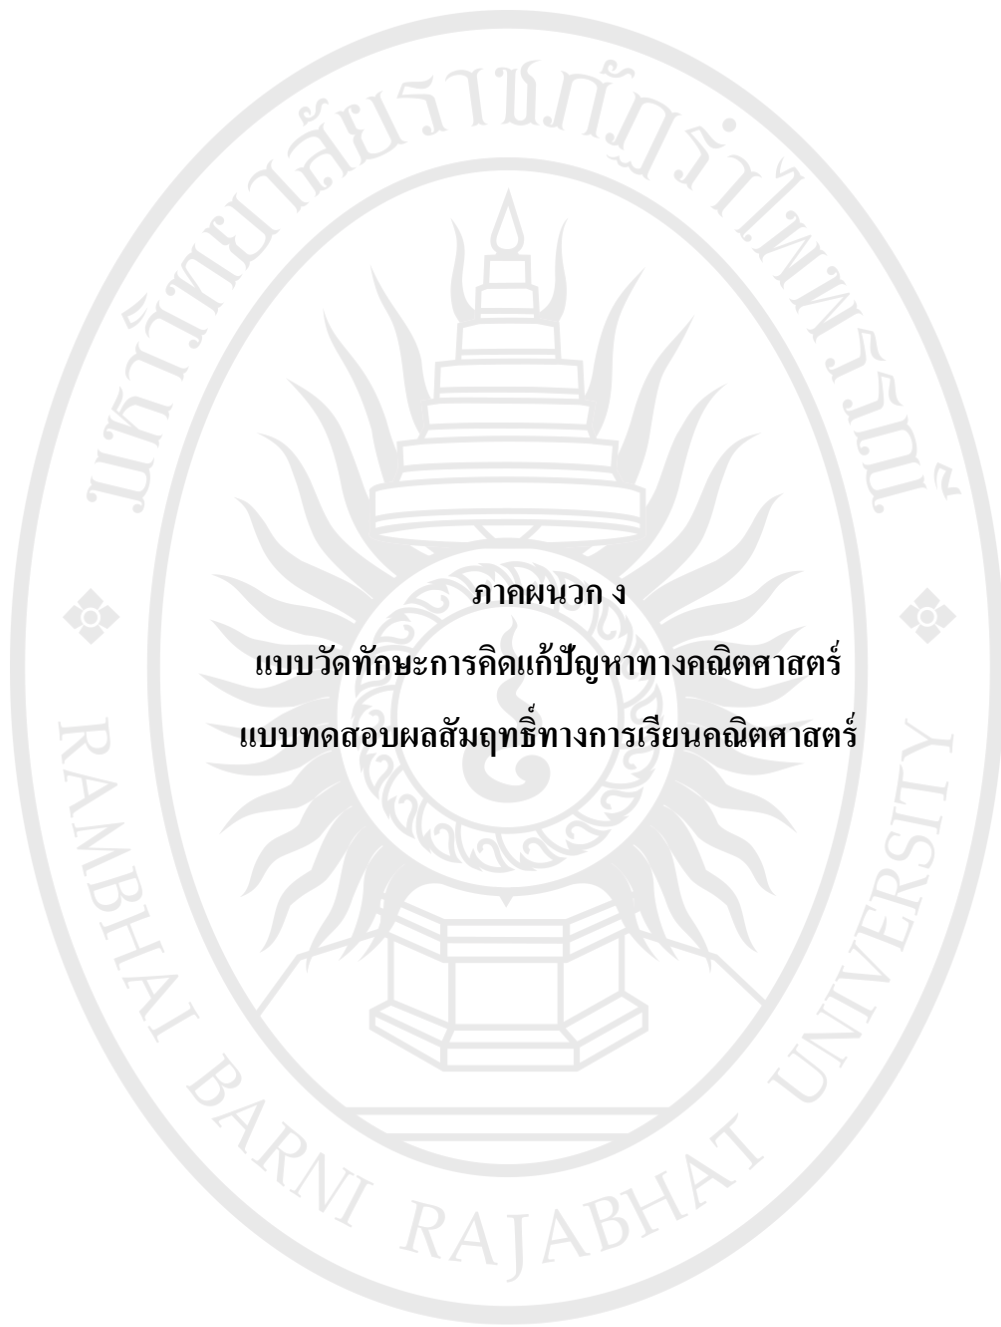 มหาวิทยาลัยราชภัฏรำไพพรรณี
ภาคผนวก ง
แบบวัดทักษะการคิดแก้ปัญหาทางคณิตศาสตร์
แบบทดสอบผลสัมฤทธิ์ทางการเรียนคณิตศาสตร์
RAMBHAI BARNI RAJABHAT UNIVERSITY